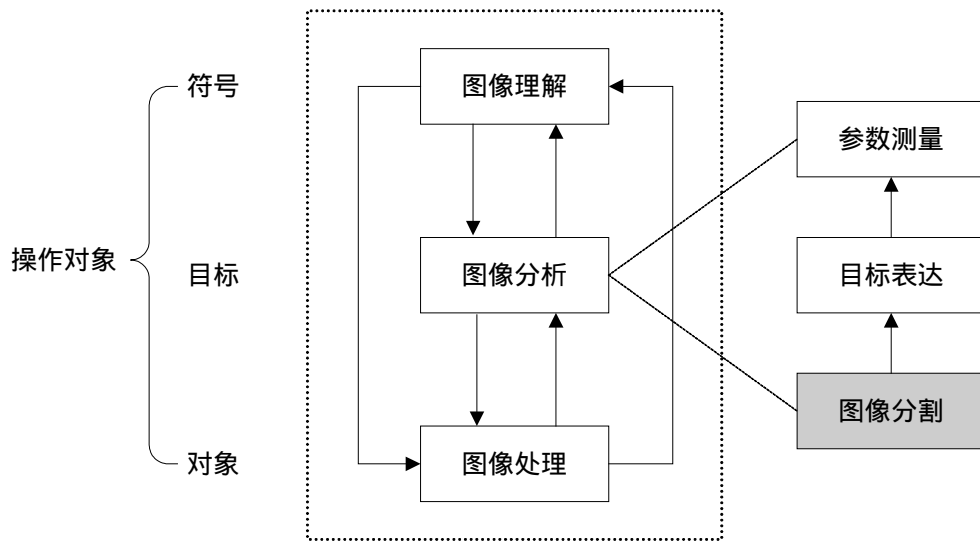 符号
图像理解
参数测量
操作对象
目标
图像分析
目标表达
图像分割
对象
图像处理